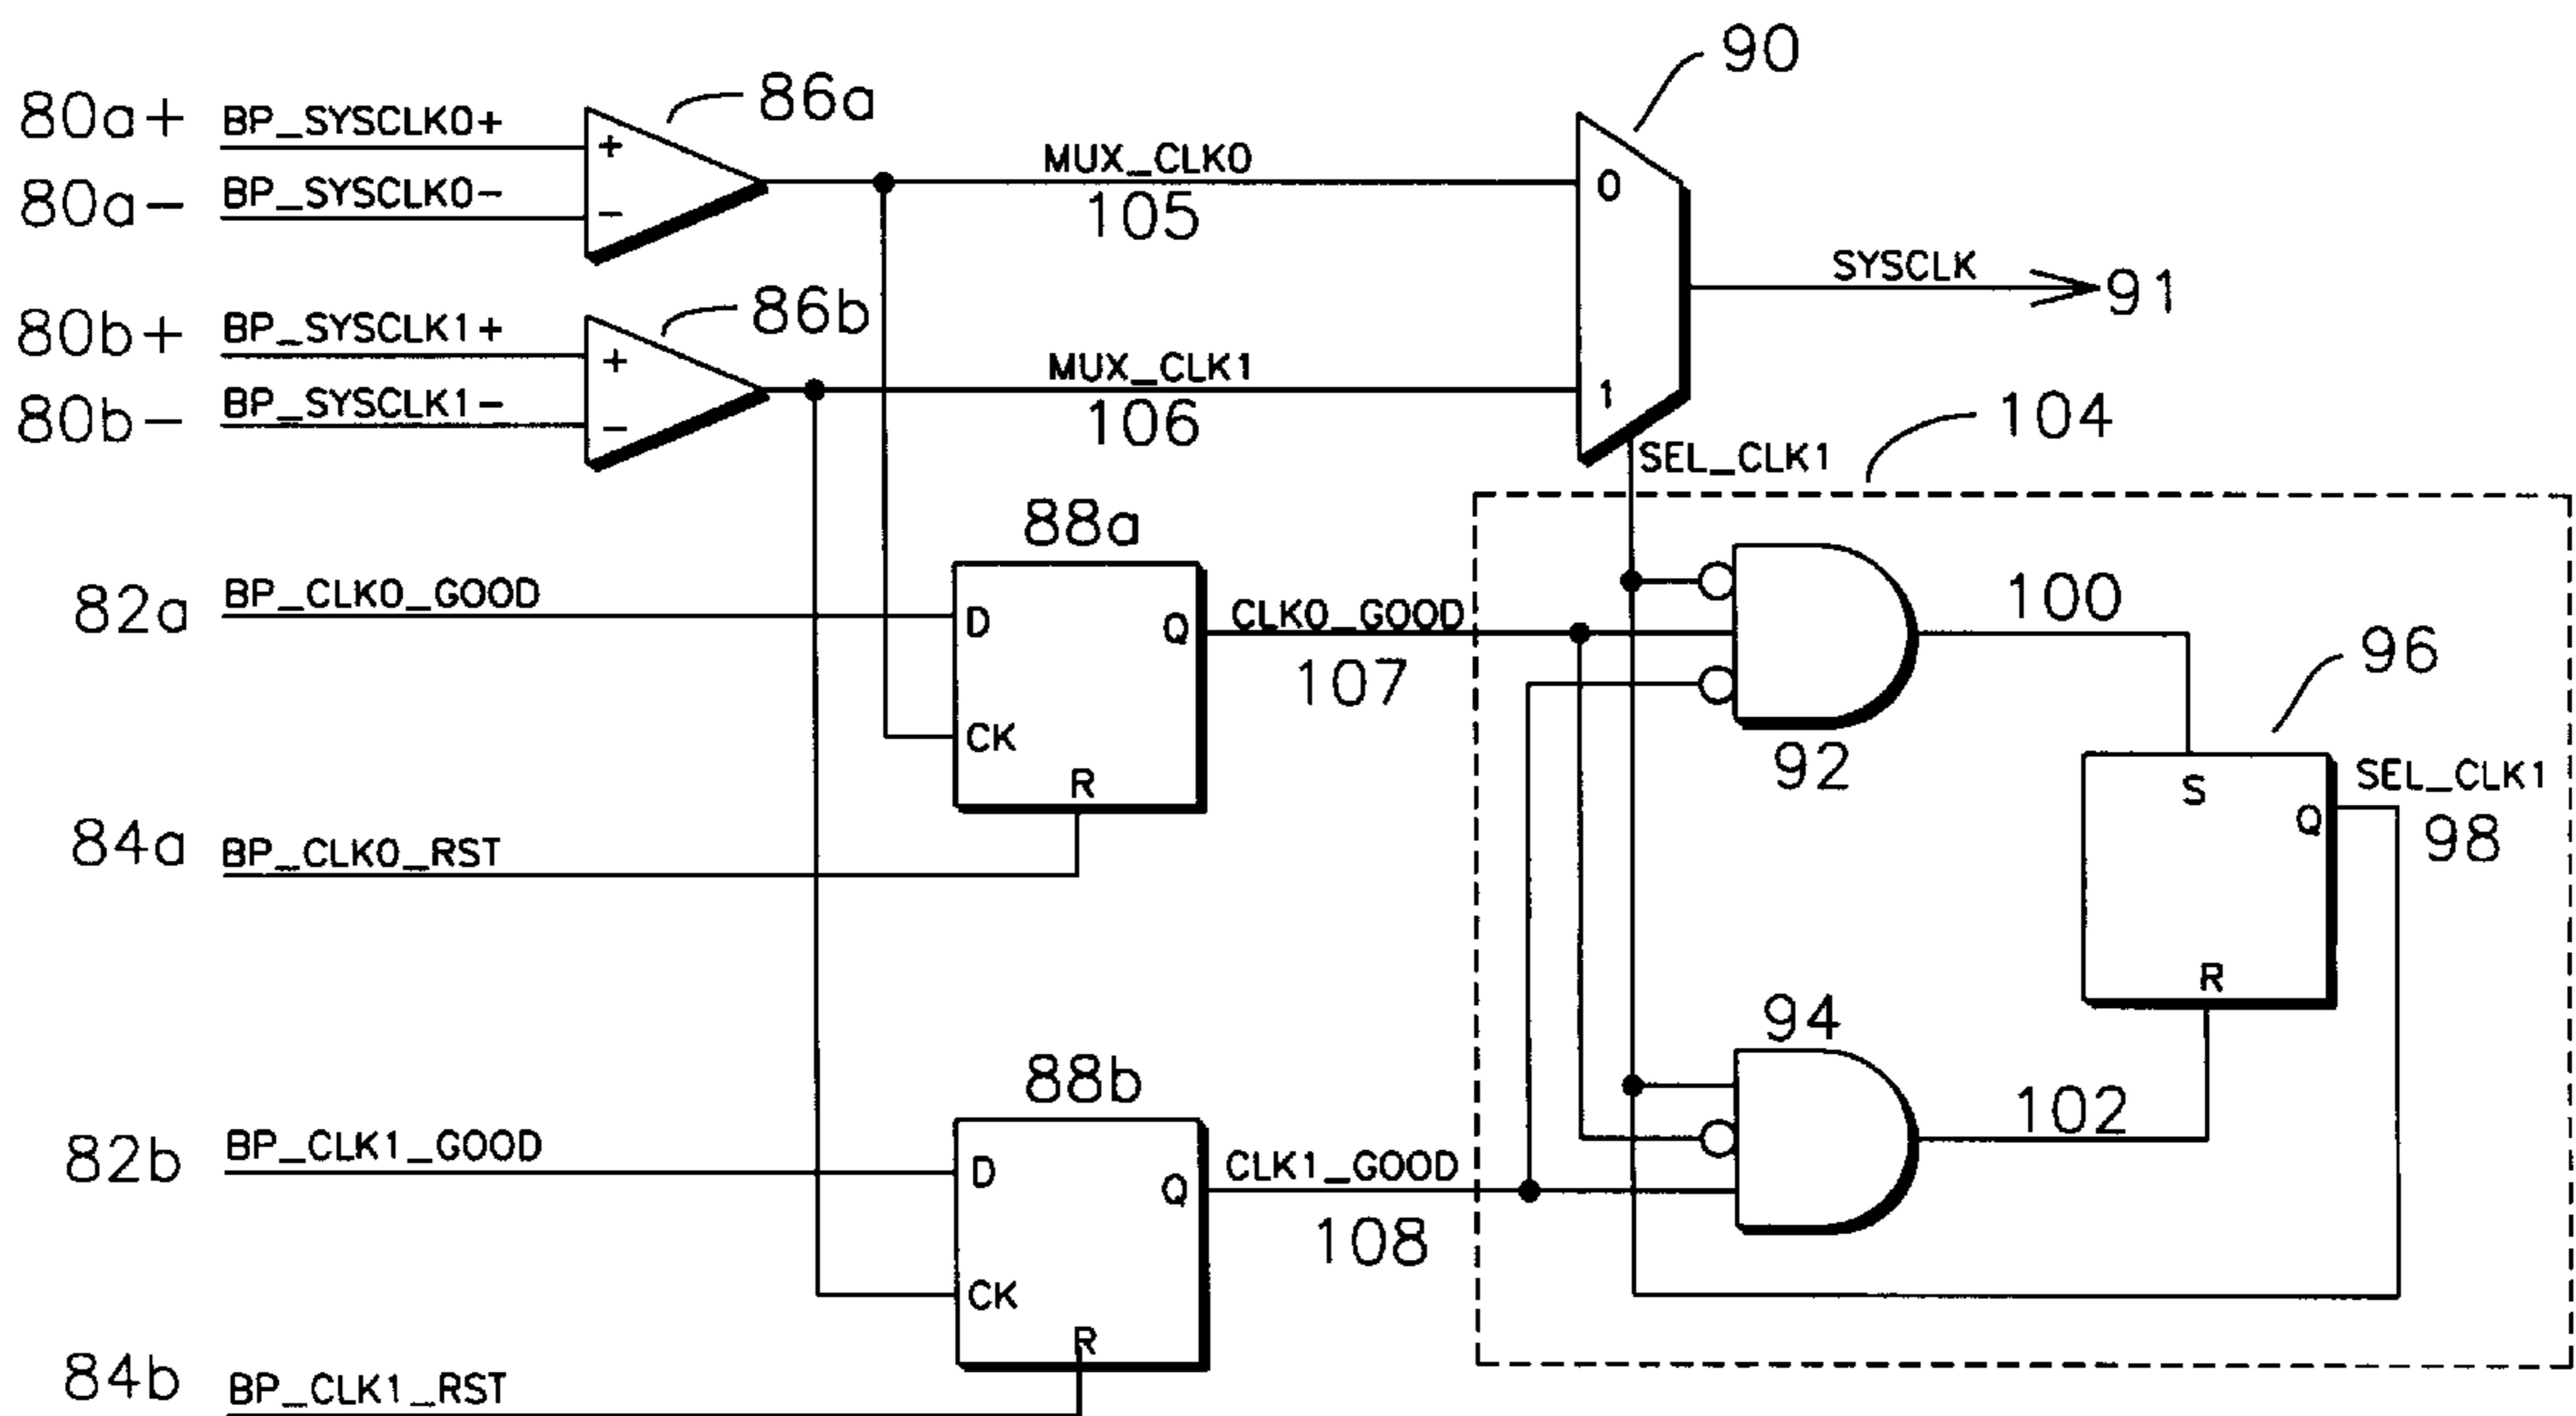 90
80a+ BP_SYSCLK0+ + 86a
MUX_CLK0 0
80a- BP_SYSCLK0- -
105
SYSCLK 91
80b+ BP_SYSCLK1+ + 86b
MUX_CLK1 1
80b- BP_SYSCLK1- -
106
104
SEL_CLK1
88a
82a BP_CLK0_GOOD D Q CLK0_GOOD 100
107
96
CK 92
R S SEL_CLK1
84a BP_CLK0_RST Q 98
R
94
88b
82b BP_CLK1_GOOD D Q CLK1_GOOD 102
108
CK
R
84b BP_CLK1_RST